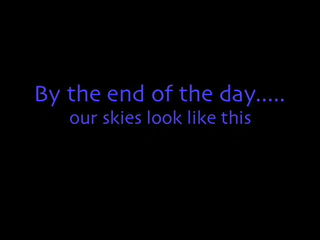 By the end of the day.....
our skies look like this